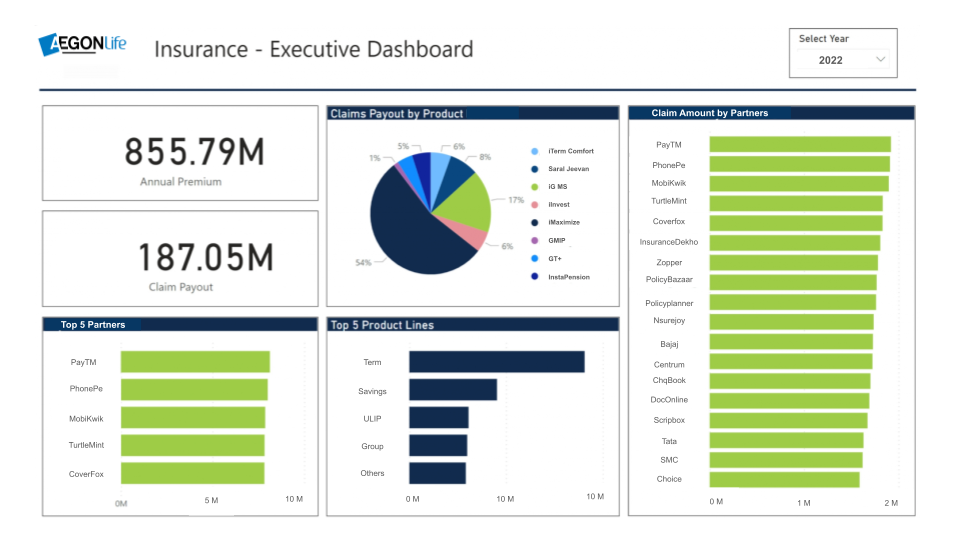 AEGONLife
Insurance - Executive Dashboard
Select Year
2022
855.79M
Annual Premium
187.05M
Claim Payout
Claims Payout by Product
5%
6%
1%
8%
17%
6%
54%
iTerm Comfort
Saral Jeevan
iG MS
iInvest
iMaximize
GMIP
GT+
InstaPension
Claim Amount by Partners
PayTM
PhonePe
MobiKwik
TurtleMint
Coverfox
InsuranceDekho
Zopper
PolicyBazaar
Policyplanner
Nsurejoy
Bajaj
Centrum
ChqBook
DocOnline
Scripbox
Tata
SMC
Choice
0 M 1 M 2 M
Top 5 Partners
PayTM
PhonePe
MobiKwik
TurtleMint
CoverFox
0M 5 M 10 M
Top 5 Product Lines
Term
Savings
ULIP
Group
Others
0 M 10 M 10 M